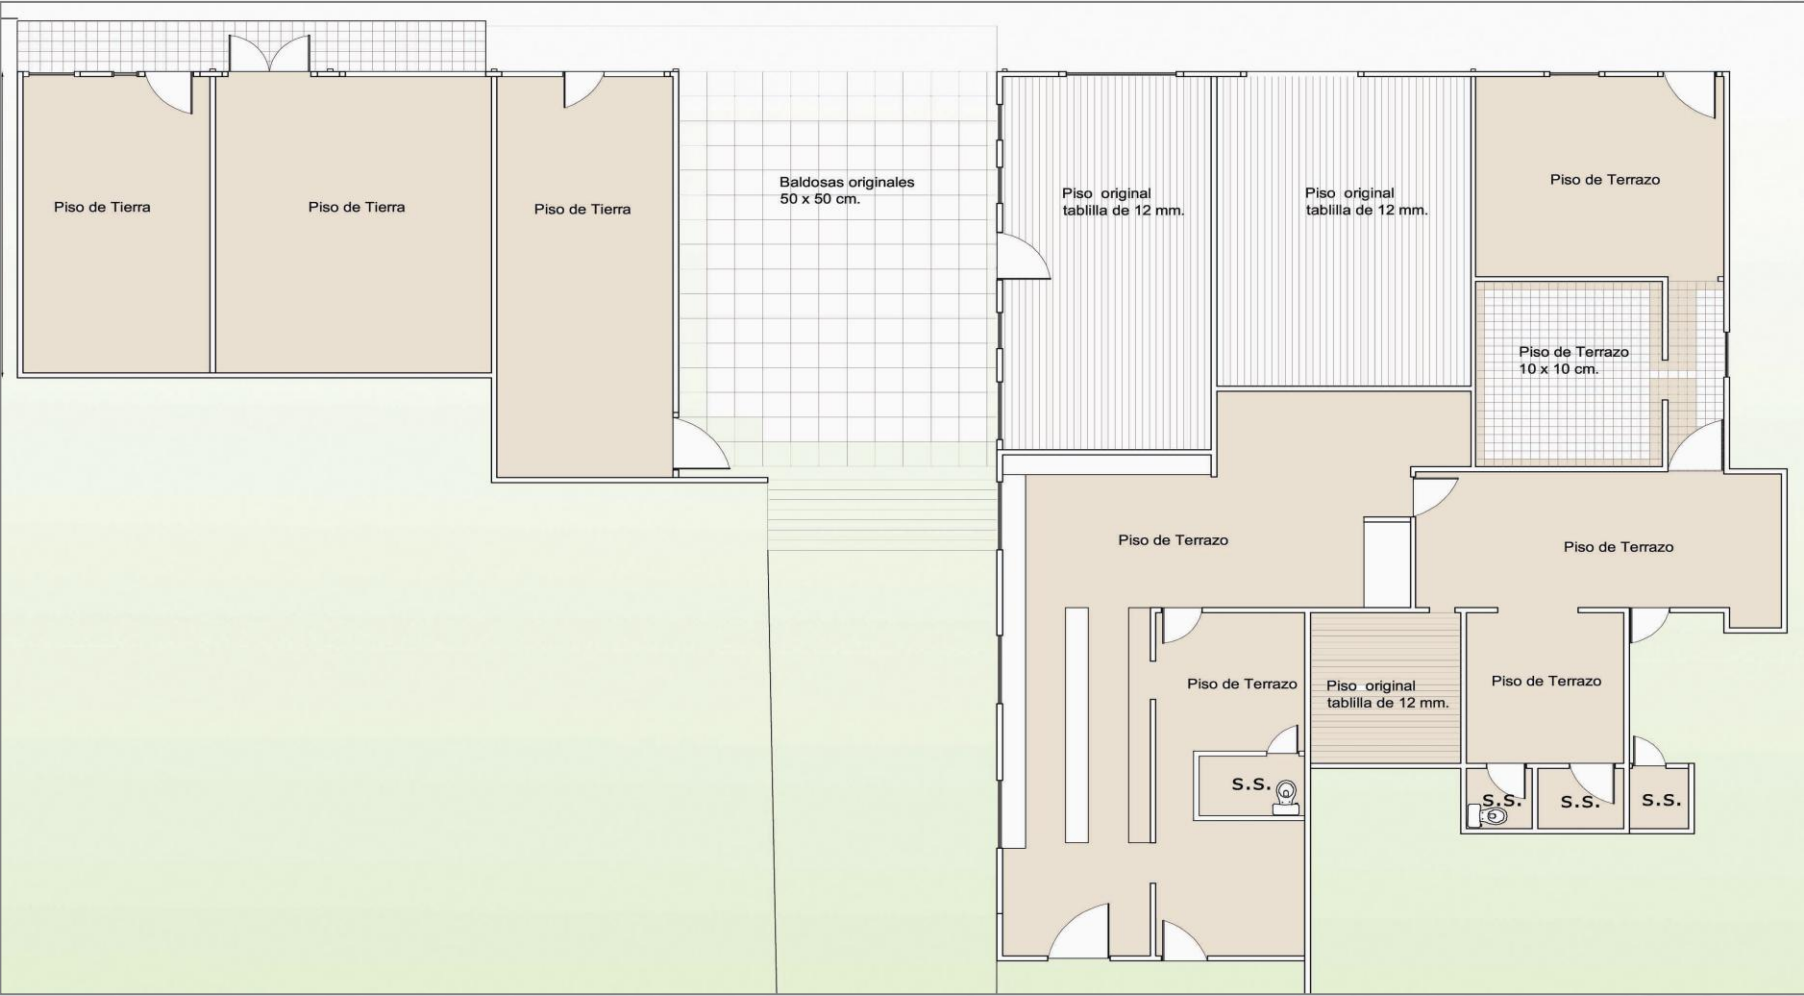 Piso de Tierra
Piso de Tierra
Piso de Tierra
Baldosas originales
50 x 50 cm.
Piso original
tablilla de 12 mm.
Piso original
tablilla de 12 mm.
Piso de Terrazo
Piso de Terrazo
10 x 10 cm.
Piso de Terrazo
Piso de Terrazo
Piso de Terrazo
Piso original
tablilla de 12 mm.
Piso de Terrazo
S.S.
S.S.
S.S.
S.S.